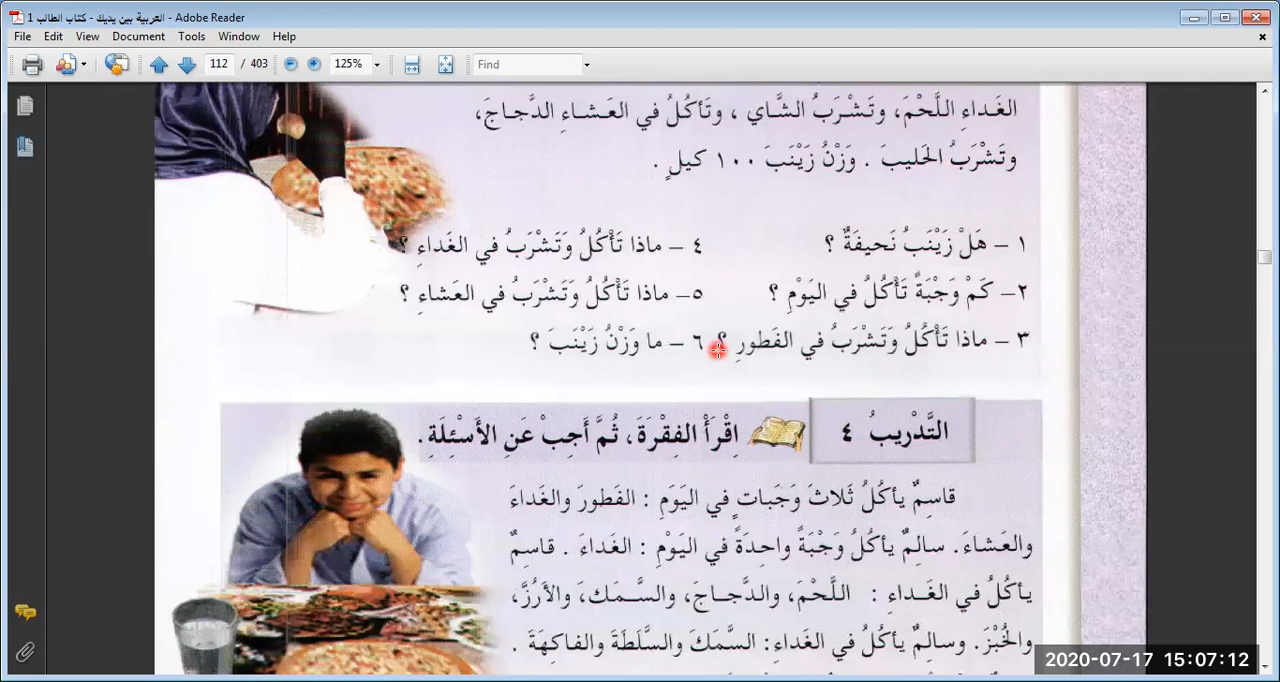 العربية بين يديك - كتاب الطالب 1 - Adobe Reader
File Edit View Document Tools Window Help
112 / 403 125% Find
الغَداءِ اللَّحْمَ، وتَشْرَبُ الشَّاي ، وتَأكُلُ في العَشاءِ الدَّجاجَ،
وتَشْرَبُ الحَليبَ . وَزْنُ زَيْنَبَ ١٠٠ كيلٍ .
١ – هَلْ زَيْنَبُ نَحيفَةٌ ؟
٤ – ماذا تَأْكُلُ وَتَشْرَبُ في الغَداءِ ؟
٢– كَمْ وَجْبَةً تَأْكُلُ في اليَوْمِ ؟
٥– ماذا تَأْكُلُ وَتَشْرَبُ في العَشاءِ ؟
٣ – ماذا تَأْكُلُ وَتَشْرَبُ في الفَطورِ ؟
٦ – ما وَزْنُ زَيْنَبَ ؟
التَّدْريبُ ٤
اِقْرَأْ الفِقْرَةَ، ثُمَّ أَجِبْ عَنِ الأَسْئِلَةِ.
قاسِمٌ يأكُلُ ثَلاثَ وَجَباتٍ في اليَوَمِ : الفَطورَ والغَداءَ
والعَشاءَ. سالِمٌ يأكُلُ وَجْبَةً واحِدَةً في اليَوْمِ : الغَداءَ . قاسِمٌ
يأكُلُ في الغَداءِ : اللَّحْمَ، والدَّجاجَ، والسَّمَك، والأَرُزَّ،
والخُبْزَ. وسالِمٌ يأكُلُ في الغَداءِ: السَّمَكَ والسَّلَطَةَ والفاكِهَةَ .
2020-07-17 15:07:12